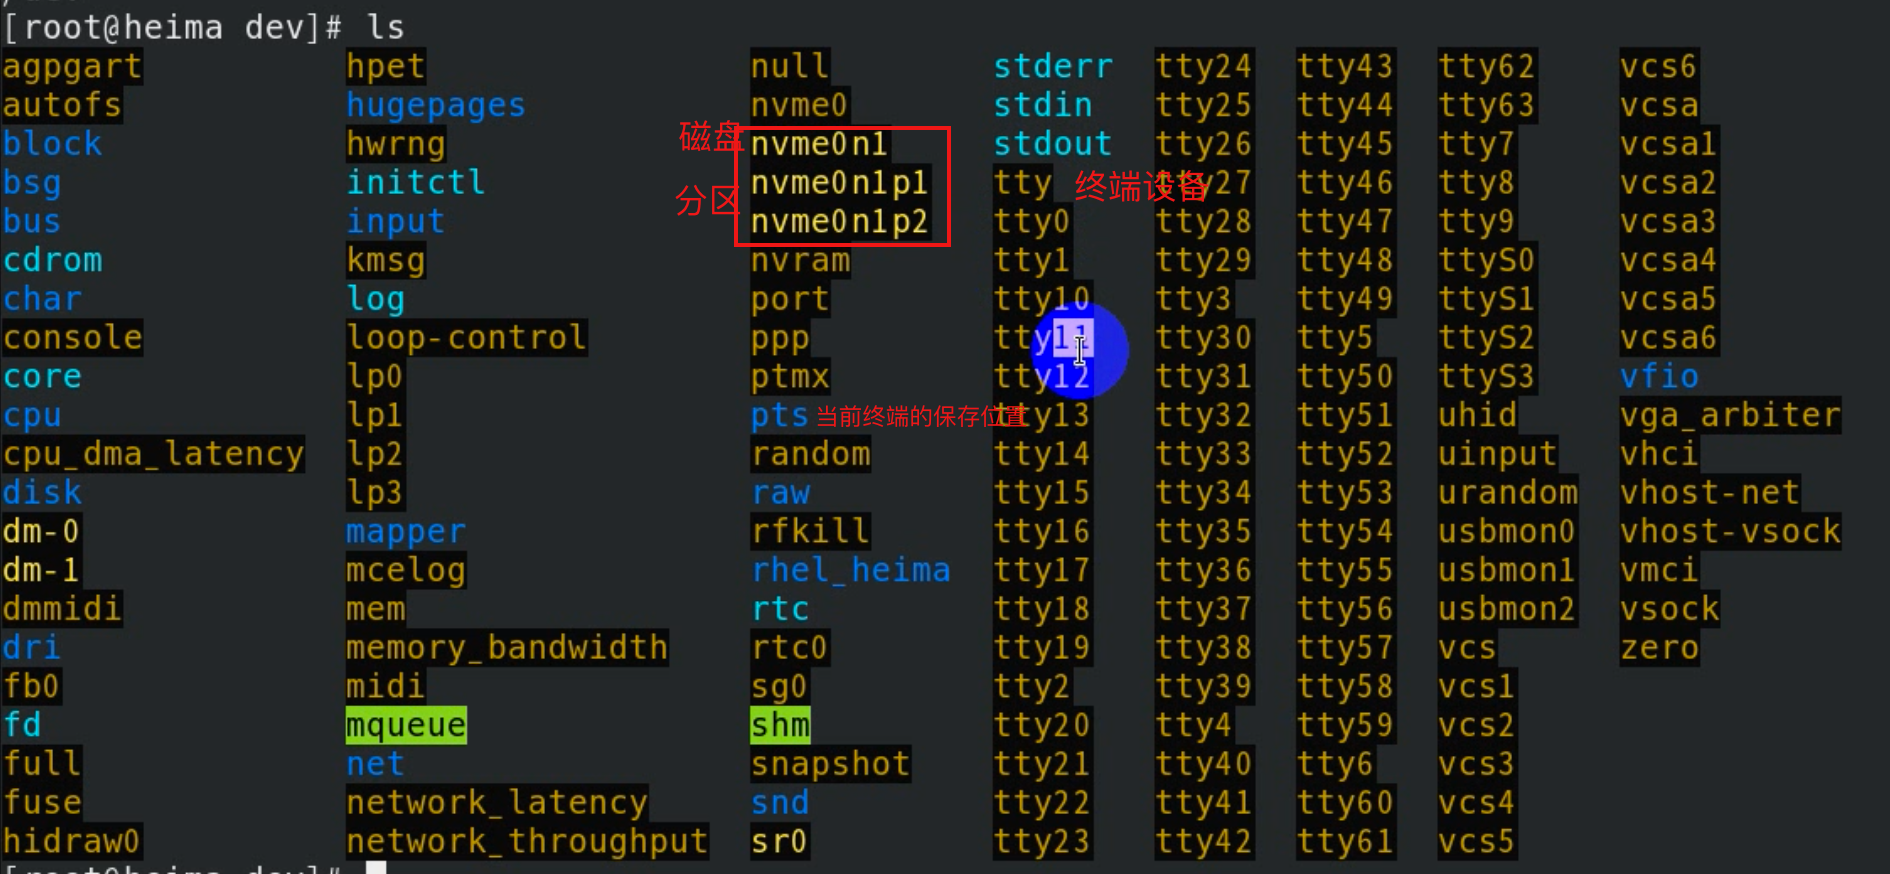 [root@heima dev]# ls
agpgart hpet null stderr tty24 tty43 tty62 vcs6
autofs hugepages nvme0 stdin tty25 tty44 tty63 vcsa
磁盘
block hwrng nvme0n1 stdout tty26 tty45 tty7 vcsa1
bsg initctl nvme0n1p1 tty 终端设备 tty27 tty46 tty8 vcsa2
分区
bus input nvme0n1p2 tty0 tty28 tty47 tty9 vcsa3
cdrom kmsg nvram tty1 tty29 tty48 ttyS0 vcsa4
char log port tty10 tty3 tty49 ttyS1 vcsa5
console loop-control ppp tty11 tty30 tty5 ttyS2 vcsa6
core lp0 ptmx tty12 tty31 tty50 ttyS3 vfio
cpu lp1 pts 当前终端的保存位置 tty13 tty32 tty51 uhid vga_arbiter
cpu_dma_latency lp2 random tty14 tty33 tty52 uinput vhci
disk lp3 raw tty15 tty34 tty53 urandom vhost-net
dm-0 mapper rfkill tty16 tty35 tty54 usbmon0 vhost-vsock
dm-1 mcelog rhel_heima tty17 tty36 tty55 usbmon1 vmci
dmmidi mem rtc tty18 tty37 tty56 usbmon2 vsock
dri memory_bandwidth rtc0 tty19 tty38 tty57 vcs zero
fb0 midi sg0 tty2 tty39 tty58 vcs1
fd mqueue shm tty20 tty4 tty59 vcs2
full net snapshot tty21 tty40 tty6 vcs3
fuse network_latency snd tty22 tty41 tty60 vcs4
hidraw0 network_throughput sr0 tty23 tty42 tty61 vcs5
[root@heima dev]#